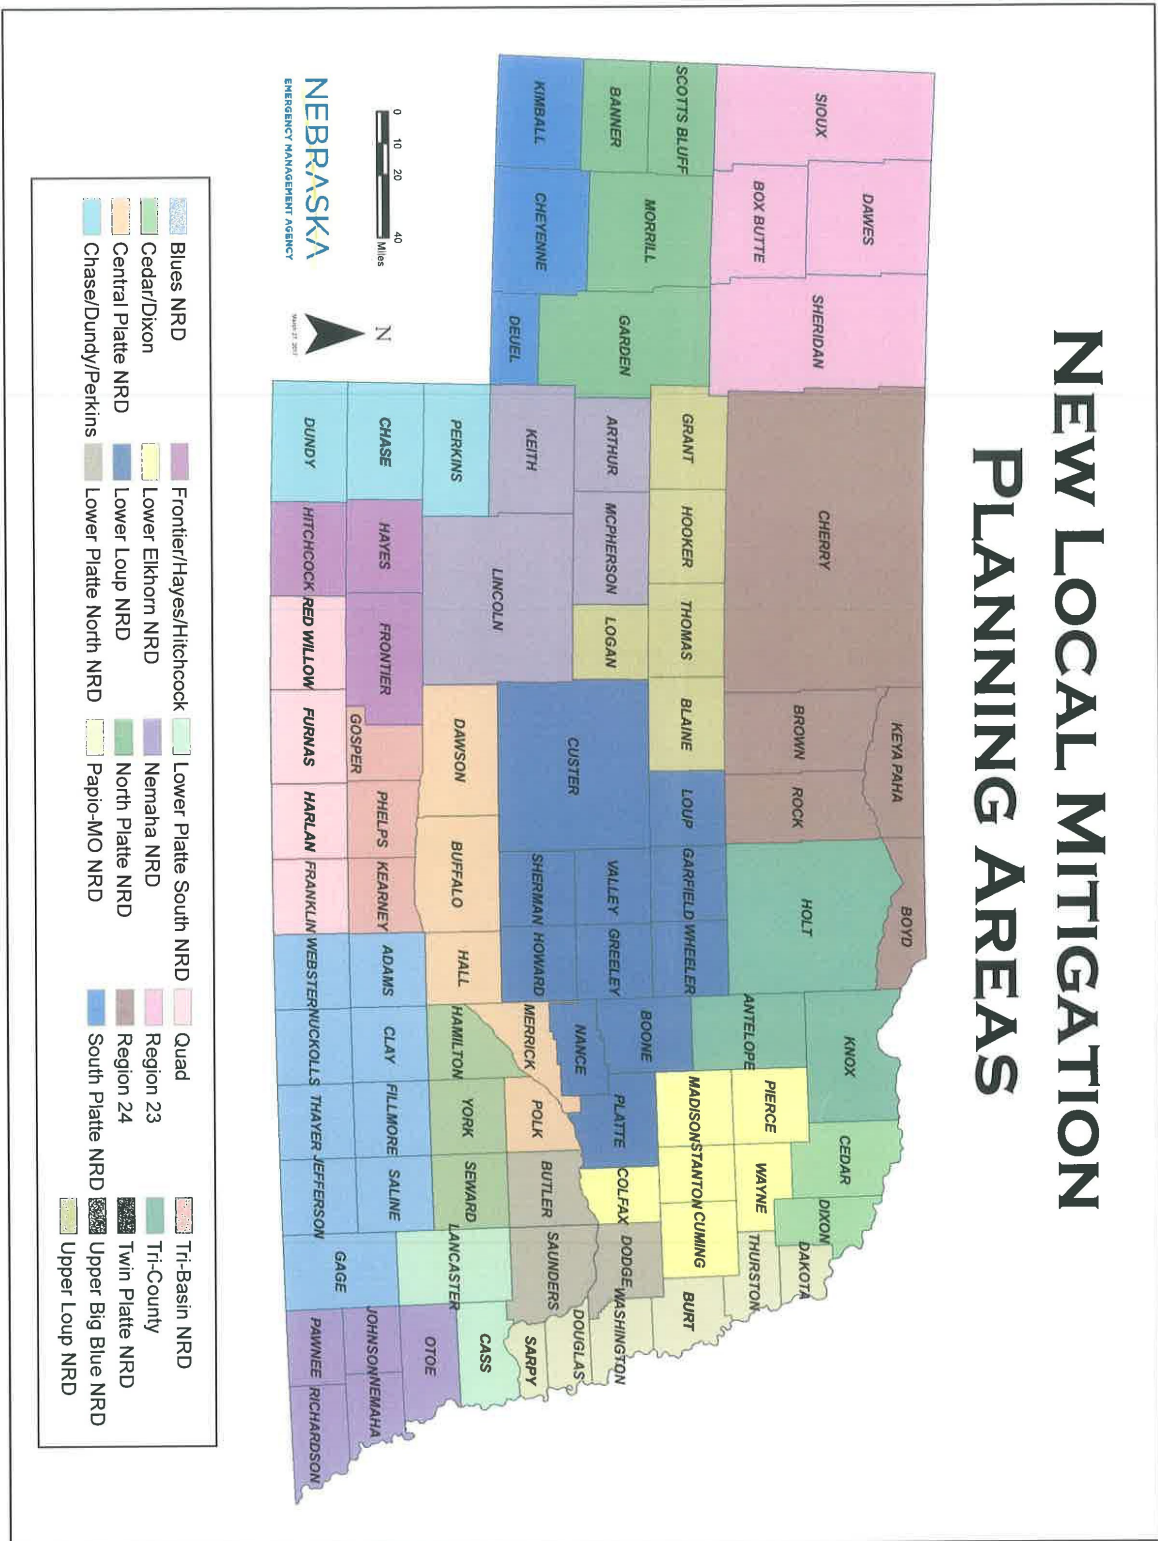 NEW LOCAL MITIGATION
PLANNING AREAS
SIOUX
DAWES
BOX BUTTE
SHERIDAN
SCOTTS BLUFF
BANNER
MORRILL
GARDEN
KIMBALL
CHEYENNE
DEUEL
CHERRY
KEYA PAHA
BROWN
ROCK
BOYD
HOLT
KNOX
ANTELOPE
CEDAR
DIXON
DAKOTA
PIERCE
WAYNE
THURSTON
GRANT
HOOKER
THOMAS
BLAINE
LOUP
GARFIELD
WHEELER
MADISON
STANTON
CUMING
BURT
ARTHUR
MCPHERSON
LOGAN
CUSTER
VALLEY
GREELEY
BOONE
NANCE
PLATTE
COLFAX
DODGE
WASHINGTON
KEITH
LINCOLN
SHERMAN
HOWARD
MERRICK
POLK
BUTLER
SAUNDERS
DOUGLAS
SARPY
PERKINS
DAWSON
BUFFALO
HALL
HAMILTON
YORK
SEWARD
LANCASTER
CASS
CHASE
HAYES
FRONTIER
GOSPER
PHELPS
KEARNEY
ADAMS
CLAY
FILLMORE
SALINE
GAGE
OTOE
JOHNSON
NEMAHA
DUNDY
HITCHCOCK
RED WILLOW
FURNAS
HARLAN
FRANKLIN
WEBSTER
NUCKOLLS
THAYER
JEFFERSON
PAWNEE
RICHARDSON
0 10 20 40
Miles
N
NEBRASKA
EMERGENCY MANAGEMENT AGENCY
March 27, 2017
Blues NRD
Cedar/Dixon
Central Platte NRD
Chase/Dundy/Perkins
Frontier/Hayes/Hitchcock
Lower Elkhorn NRD
Lower Loup NRD
Lower Platte North NRD
Lower Platte South NRD
Nemaha NRD
North Platte NRD
Papio-MO NRD
Quad
Region 23
Region 24
South Platte NRD
Tri-Basin NRD
Tri-County
Twin Platte NRD
Upper Big Blue NRD
Upper Loup NRD